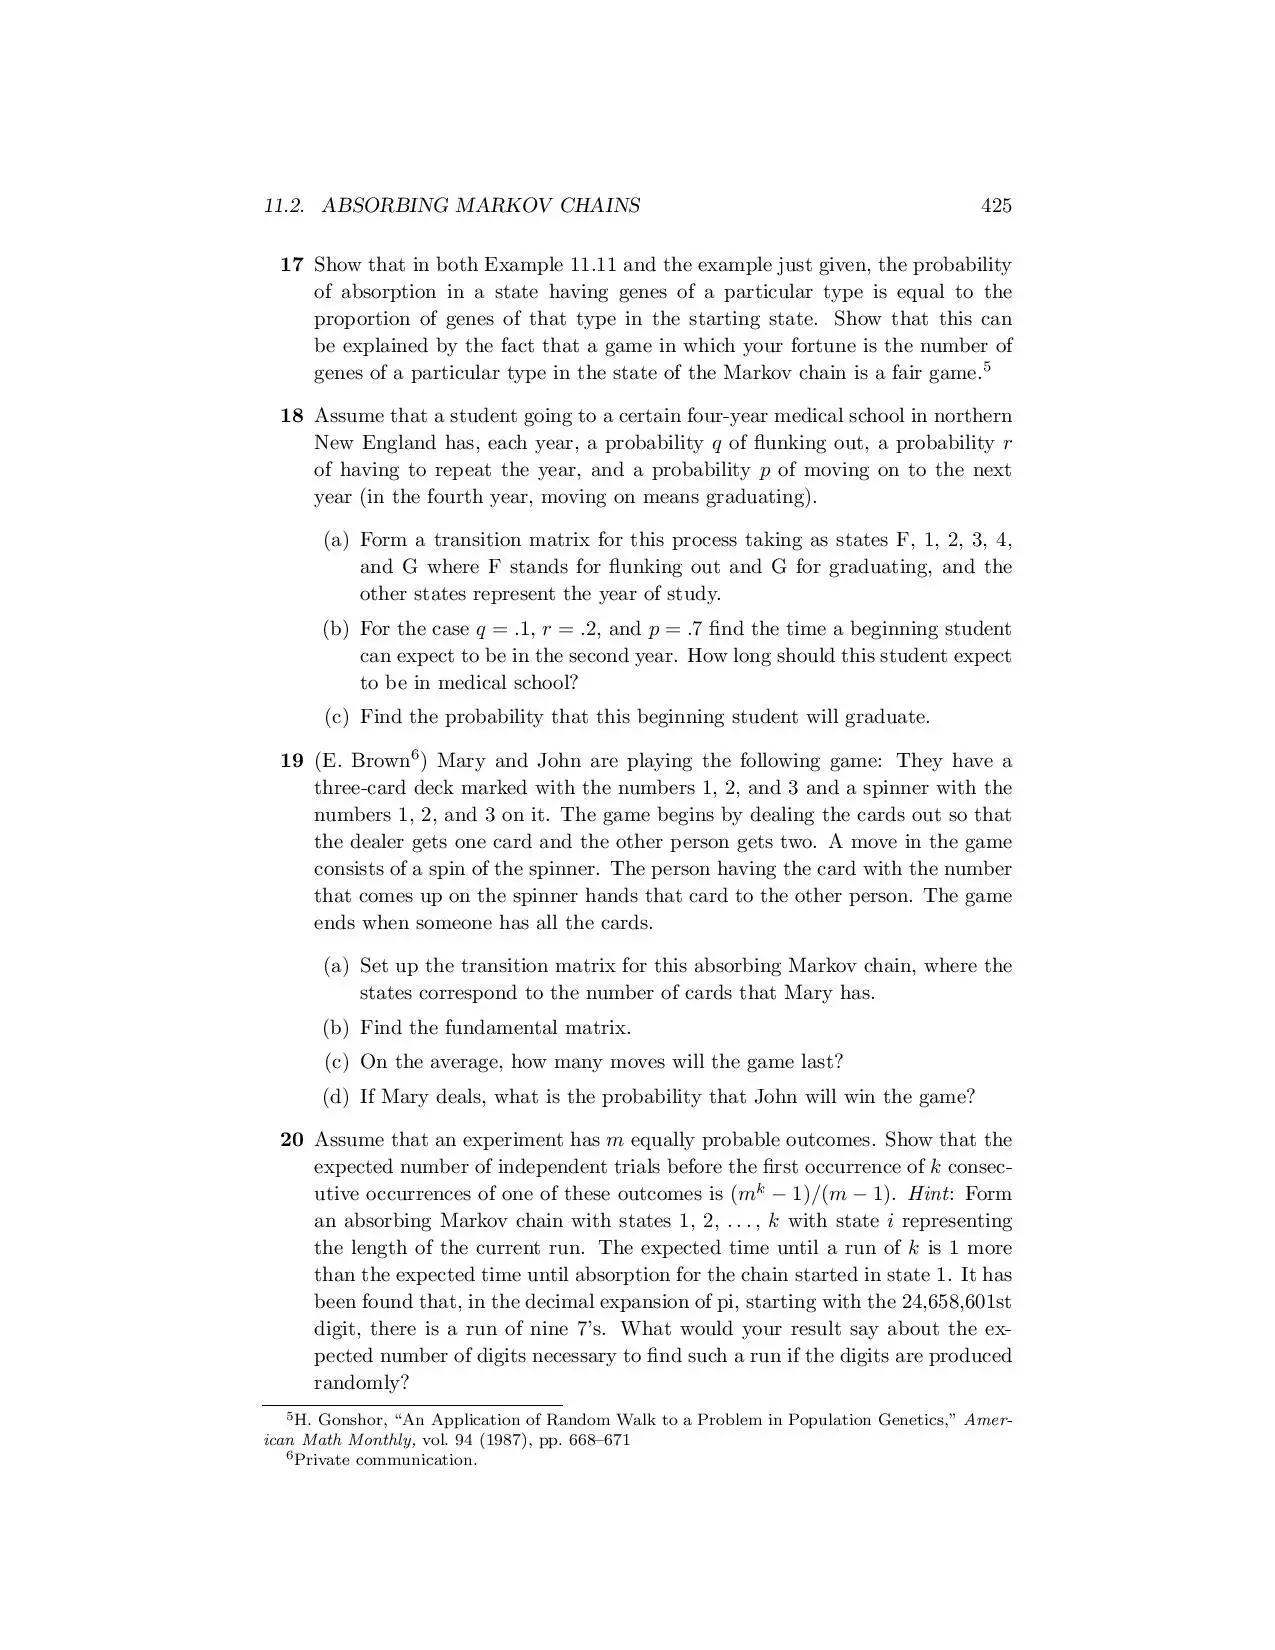 11.2. ABSORBING MARKOV CHAINS 425
17 Show that in both Example 11.11 and the example just given, the probability
of absorption in a state having genes of a particular type is equal to the
proportion of genes of that type in the starting state. Show that this can
be explained by the fact that a game in which your fortune is the number of
genes of a particular type in the state of the Markov chain is a fair game.⁵
18 Assume that a student going to a certain four-year medical school in northern
New England has, each year, a probability q of flunking out, a probability r
of having to repeat the year, and a probability p of moving on to the next
year (in the fourth year, moving on means graduating).
(a) Form a transition matrix for this process taking as states F, 1, 2, 3, 4,
and G where F stands for flunking out and G for graduating, and the
other states represent the year of study.
(b) For the case q = .1, r = .2, and p = .7 find the time a beginning student
can expect to be in the second year. How long should this student expect
to be in medical school?
(c) Find the probability that this beginning student will graduate.
19 (E. Brown⁶) Mary and John are playing the following game: They have a
three-card deck marked with the numbers 1, 2, and 3 and a spinner with the
numbers 1, 2, and 3 on it. The game begins by dealing the cards out so that
the dealer gets one card and the other person gets two. A move in the game
consists of a spin of the spinner. The person having the card with the number
that comes up on the spinner hands that card to the other person. The game
ends when someone has all the cards.
(a) Set up the transition matrix for this absorbing Markov chain, where the
states correspond to the number of cards that Mary has.
(b) Find the fundamental matrix.
(c) On the average, how many moves will the game last?
(d) If Mary deals, what is the probability that John will win the game?
20 Assume that an experiment has m equally probable outcomes. Show that the
expected number of independent trials before the first occurrence of k consec-
utive occurrences of one of these outcomes is (mᵏ − 1)/(m − 1). Hint: Form
an absorbing Markov chain with states 1, 2, . . . , k with state i representing
the length of the current run. The expected time until a run of k is 1 more
than the expected time until absorption for the chain started in state 1. It has
been found that, in the decimal expansion of pi, starting with the 24,658,601st
digit, there is a run of nine 7's. What would your result say about the ex-
pected number of digits necessary to find such a run if the digits are produced
randomly?
⁵H. Gonshor, “An Application of Random Walk to a Problem in Population Genetics,” Amer-
ican Math Monthly, vol. 94 (1987), pp. 668–671
⁶Private communication.